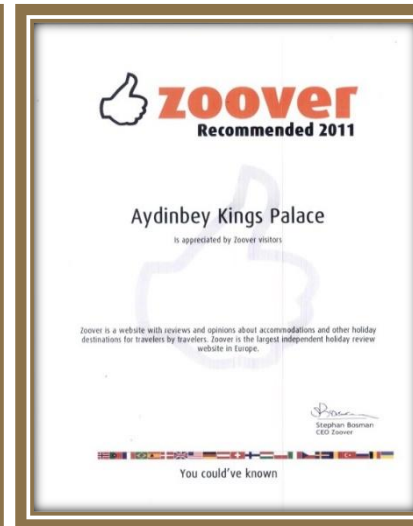 zoover
Recommended 2011
Aydinbey Kings Palace
is appreciated by Zoover visitors
Zoover is a website with reviews and opinions about accommodations and other holiday
destinations for travelers by travelers. Zoover is the largest independent holiday review
website in Europe.
Stephan Bosman
CEO Zoover
You could've known